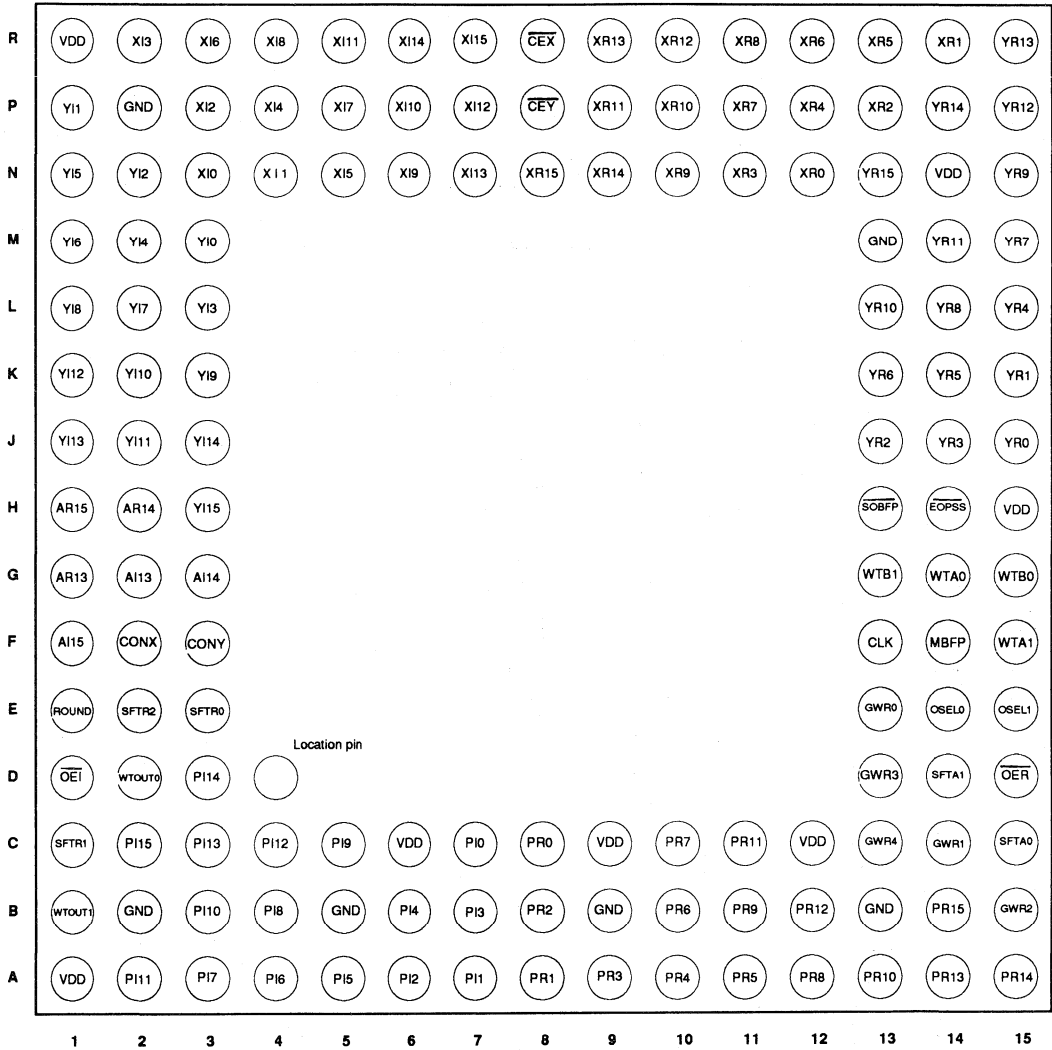 R VDD XI3 XI6 XI8 XI11 XI14 XI15 CEX XR13 XR12 XR8 XR6 XR5 XR1 YR13
P YI1 GND XI2 XI4 XI7 XI10 XI12 CEY XR11 XR10 XR7 XR4 XR2 YR14 YR12
N YI5 YI2 XI0 XI1 XI5 XI9 XI13 XR15 XR14 XR9 XR3 XR0 YR15 VDD YR9
M YI6 YI4 YI0 GND YR11 YR7
L YI8 YI7 YI3 YR10 YR8 YR4
K YI12 YI10 YI9 YR6 YR5 YR1
J YI13 YI11 YI14 YR2 YR3 YR0
H AR15 AR14 YI15 SOBFP EOPSS VDD
G AR13 AI13 AI14 WTB1 WTA0 WTB0
F AI15 CONX CONY CLK MBFP WTA1
E ROUND SFTR2 SFTR0 GWR0 OSEL0 OSEL1
Location pin
D OEI WTOUT0 PI14 GWR3 SFTA1 OER
C SFTR1 PI15 PI13 PI12 PI9 VDD PI0 PR0 VDD PR7 PR11 VDD GWR4 GWR1 SFTA0
B WTOUT1 GND PI10 PI8 GND PI4 PI3 PR2 GND PR6 PR9 PR12 GND PR15 GWR2
A VDD PI11 PI7 PI6 PI5 PI2 PI1 PR1 PR3 PR4 PR5 PR8 PR10 PR13 PR14
1 2 3 4 5 6 7 8 9 10 11 12 13 14 15